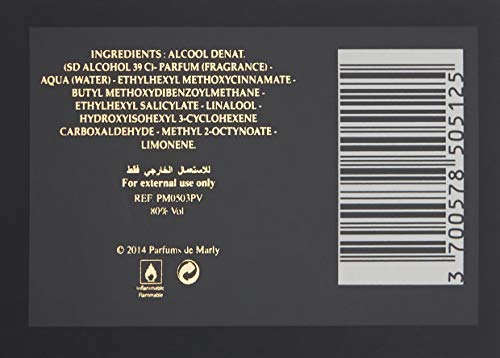 INGREDIENTS : ALCOOL DENAT.
(SD ALCOHOL 39 C)- PARFUM (FRAGRANCE) -
AQUA (WATER) - ETHYLHEXYL METHOXYCINNAMATE -
BUTYL METHOXYDIBENZOYLMETHANE -
ETHYLHEXYL SALICYLATE - LINALOOL -
HYDROXYISOHEXYL 3-CYCLOHEXENE
CARBOXALDEHYDE - METHYL 2-OCTYNOATE -
LIMONENE.
للاستعمال الخارجي فقط
For external use only
REF PM0503PV
80% Vol
© 2014 Parfums de Marly
Inflammable
Flammable
3 700578 505125